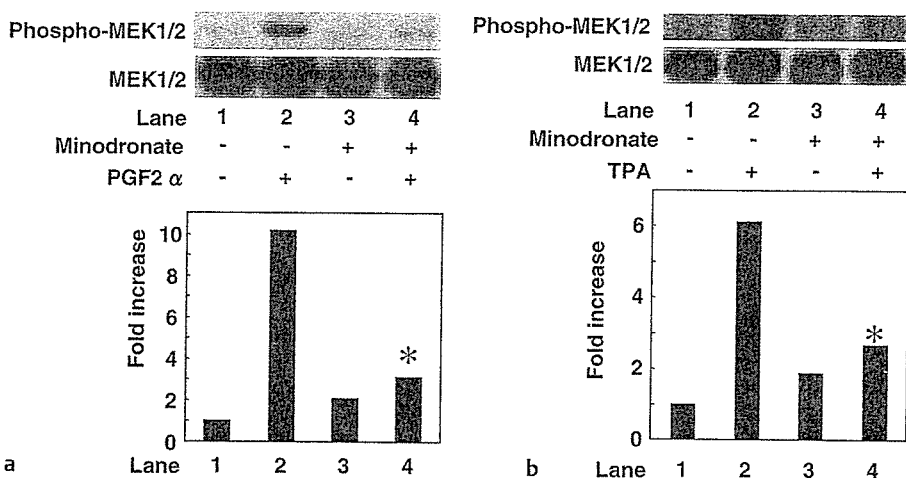 Phospho-MEK1/2
MEK1/2
Lane 1 2 3 4
Minodronate - - + +
PGF2 α - + - +
Fold increase
10
8
6
4
2
0
*
Lane 1 2 3 4
a
Phospho-MEK1/2
MEK1/2
Lane 1 2 3 4
Minodronate - - + +
TPA - + - +
Fold increase
6
4
2
0
*
Lane 1 2 3 4
b